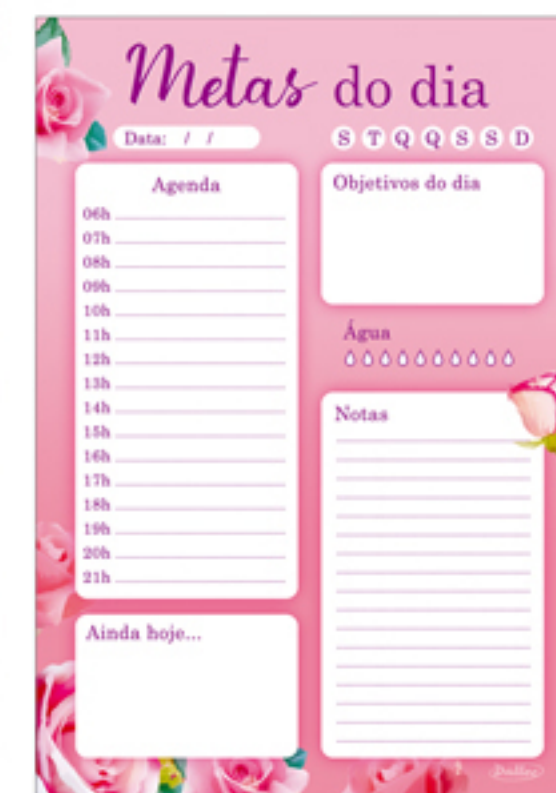 Metas do dia
Data: / /
S T Q Q S S D
Agenda
06h
07h
08h
09h
10h
11h
12h
13h
14h
15h
16h
17h
18h
19h
20h
21h
Ainda hoje...
Objetivos do dia
Água
Notas